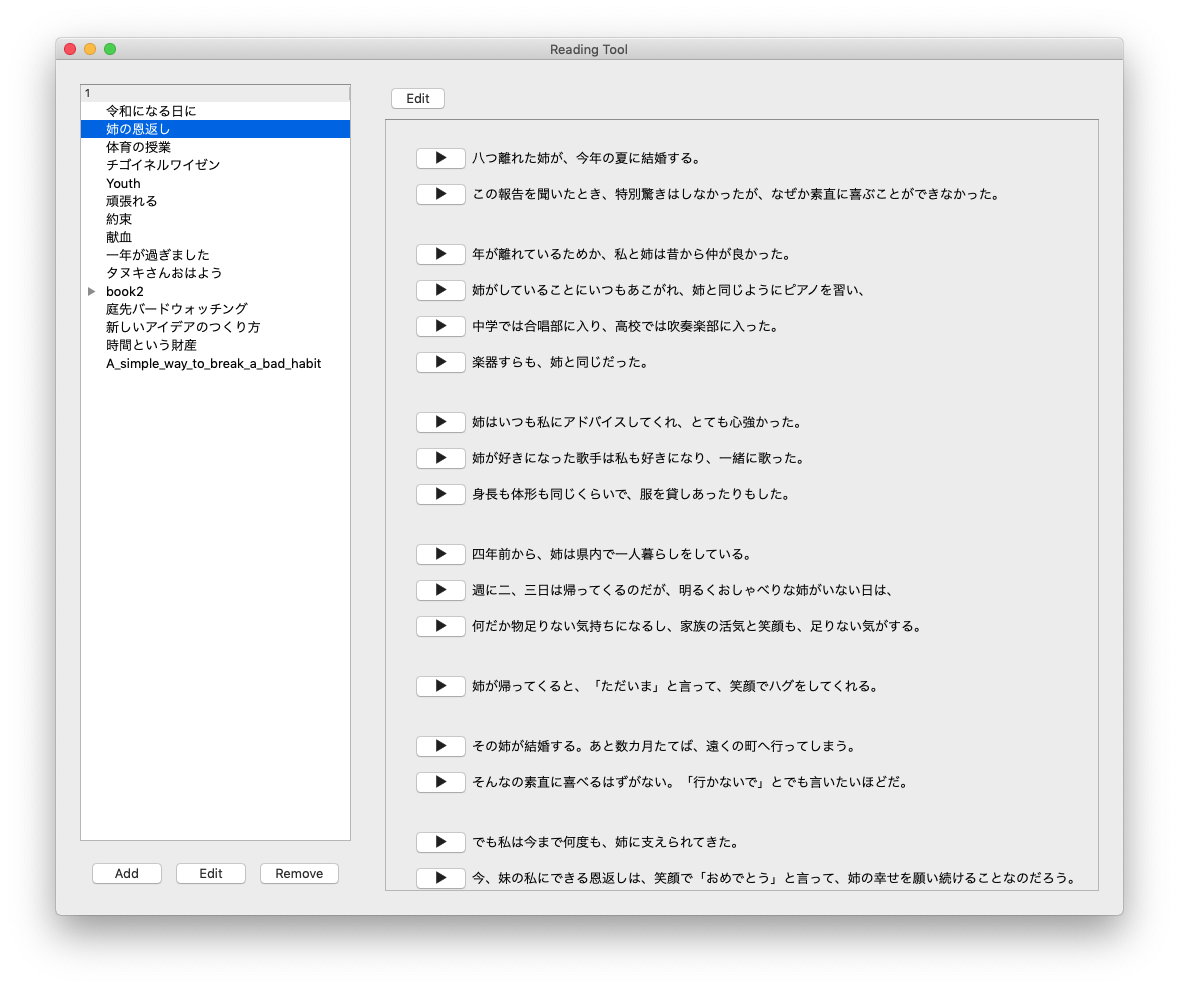 Reading Tool
1
令和になる日に
姉の恩返し
体育の授業
チゴイネルワイゼン
Youth
頑張れる
約束
献血
一年が過ぎました
タヌキさんおはよう
book2
庭先バードウォッチング
新しいアイデアのつくり方
時間という財産
A_simple_way_to_break_a_bad_habit
Add
Edit
Remove
Edit
八つ離れた姉が、今年の夏に結婚する。
この報告を聞いたとき、特別驚きはしなかったが、なぜか素直に喜ぶことができなかった。
年が離れているためか、私と姉は昔から仲が良かった。
姉がしていることにいつもあこがれ、姉と同じようにピアノを習い、
中学では合唱部に入り、高校では吹奏楽部に入った。
楽器すらも、姉と同じだった。
姉はいつも私にアドバイスしてくれ、とても心強かった。
姉が好きになった歌手は私も好きになり、一緒に歌った。
身長も体形も同じくらいで、服を貸しあったりもした。
四年前から、姉は県内で一人暮らしをしている。
週に二、三日は帰ってくるのだが、明るくおしゃべりな姉がいない日は、
何だか物足りない気持ちになるし、家族の活気と笑顔も、足りない気がする。
姉が帰ってくると、「ただいま」と言って、笑顔でハグをしてくれる。
その姉が結婚する。あと数カ月たてば、遠くの町へ行ってしまう。
そんなの素直に喜べるはずがない。「行かないで」とでも言いたいほどだ。
でも私は今まで何度も、姉に支えられてきた。
今、妹の私にできる恩返しは、笑顔で「おめでとう」と言って、姉の幸せを願い続けることなのだろう。